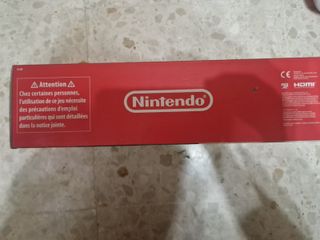 ⚠ Attention ⚠
Chez certaines personnes,
l'utilisation de ce jeu nécessite
des précautions d'emploi
particulières qui sont détaillées
dans la notice jointe.
Nintendo
CE
HDMI